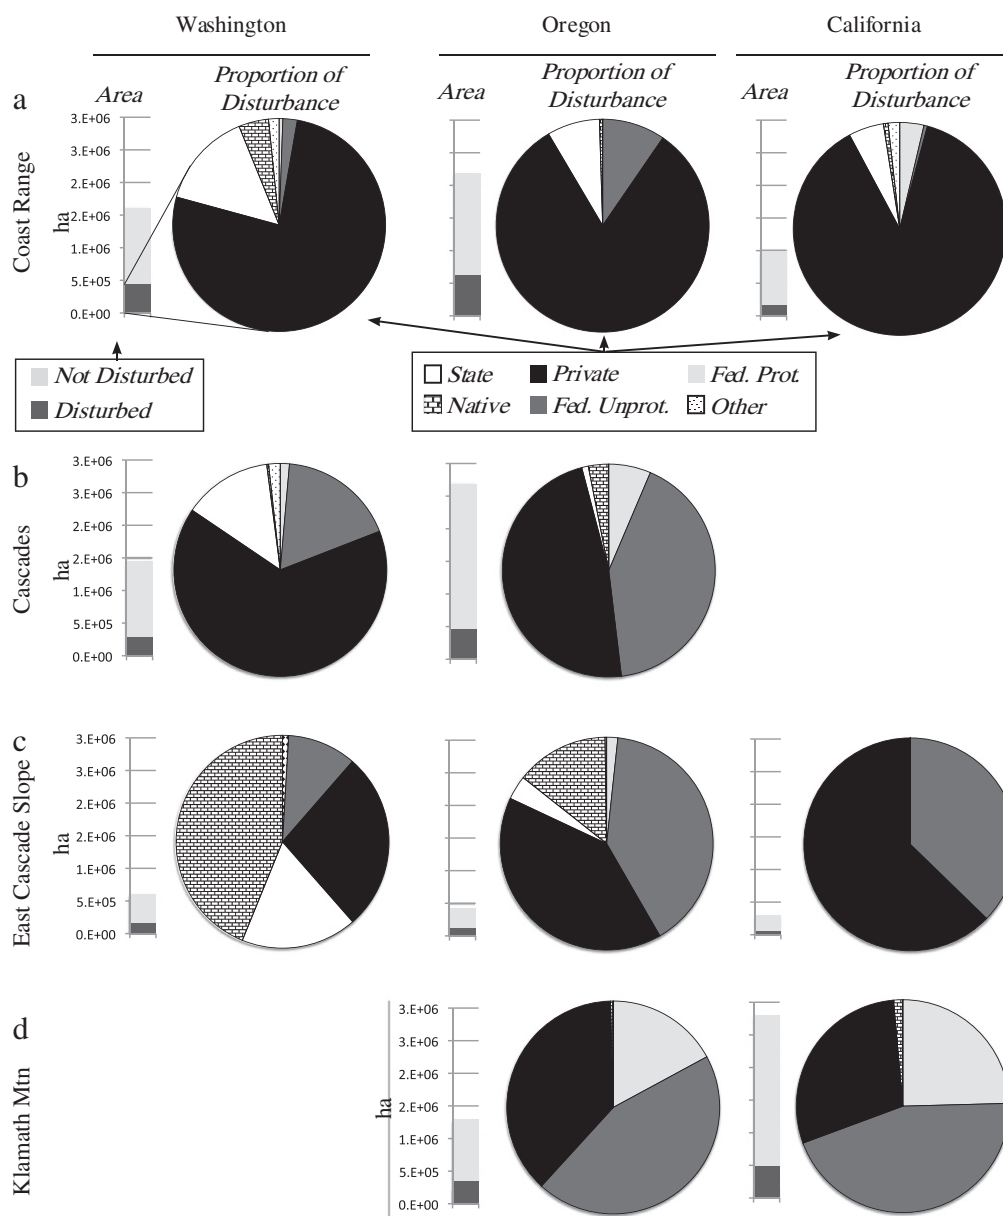 Washington
Oregon
California
a
Area
Proportion of
Disturbance
Area
Proportion of
Disturbance
Area
Proportion of
Disturbance
Coast Range
ha
3.E+06
3.E+06
2.E+06
2.E+06
1.E+06
5.E+05
0.E+00
Not Disturbed
Disturbed
State
Private
Fed. Prot.
Native
Fed. Unprot.
Other
b
Cascades
ha
3.E+06
3.E+06
2.E+06
2.E+06
1.E+06
5.E+05
0.E+00
c
East Cascade Slope
ha
3.E+06
3.E+06
2.E+06
2.E+06
1.E+06
5.E+05
0.E+00
d
Klamath Mtn
ha
3.E+06
3.E+06
2.E+06
2.E+06
1.E+06
5.E+05
0.E+00